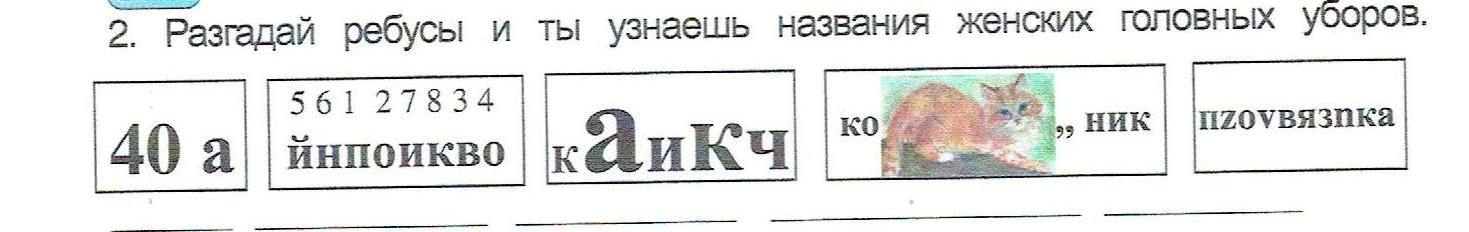 2. Разгадай ребусы и ты узнаешь названия женских головных уборов.
40 а
5 6 1 2 7 8 3 4
йнпоикво
каикч
ко ,, ник
пzovвязnка